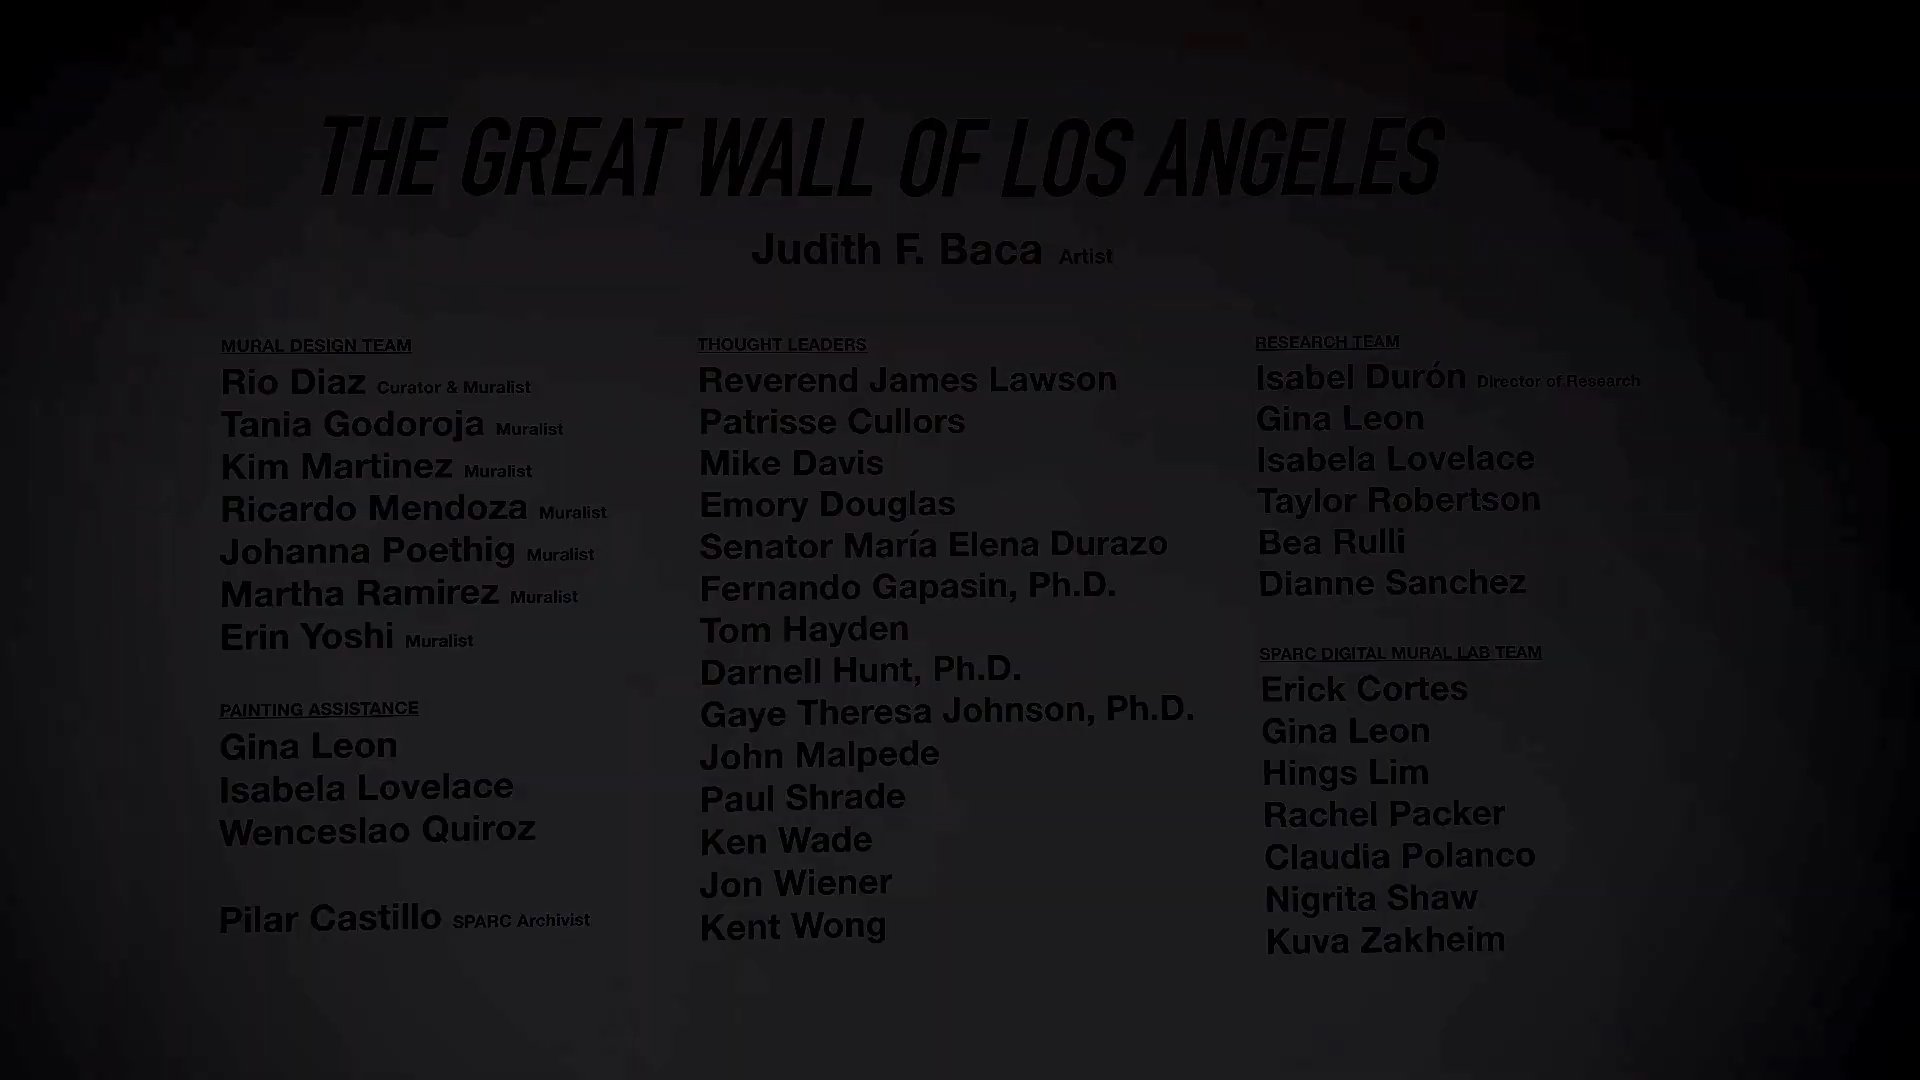 THE GREAT WALL OF LOS ANGELES
Judith F. Baca Artist
MURAL DESIGN TEAM
Rio Diaz Curator & Muralist
Tania Godoroja Muralist
Kim Martinez Muralist
Ricardo Mendoza Muralist
Johanna Poethig Muralist
Martha Ramirez Muralist
Erin Yoshi Muralist
PAINTING ASSISTANCE
Gina Leon
Isabela Lovelace
Wenceslao Quiroz
Pilar Castillo SPARC Archivist
THOUGHT LEADERS
Reverend James Lawson
Patrisse Cullors
Mike Davis
Emory Douglas
Senator María Elena Durazo
Fernando Gapasin, Ph.D.
Tom Hayden
Darnell Hunt, Ph.D.
Gaye Theresa Johnson, Ph.D.
John Malpede
Paul Shrade
Ken Wade
Jon Wiener
Kent Wong
RESEARCH TEAM
Isabel Durón Director of Research
Gina Leon
Isabela Lovelace
Taylor Robertson
Bea Rulli
Dianne Sanchez
SPARC DIGITAL MURAL LAB TEAM
Erick Cortes
Gina Leon
Hings Lim
Rachel Packer
Claudia Polanco
Nigrita Shaw
Kuva Zakheim